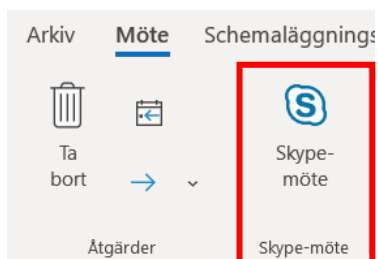 Arkiv Möte Schemaläggnings
Ta
bort
Skype-
möte
Åtgärder Skype-möte